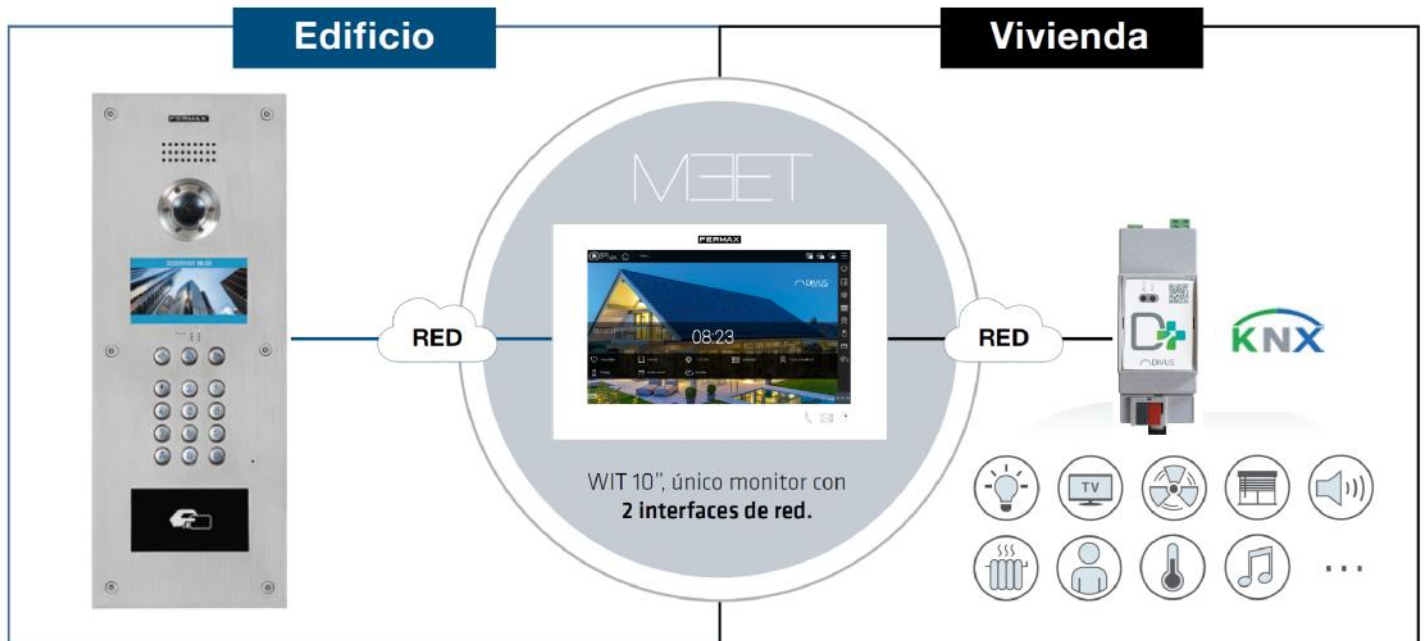 Edificio
Vivienda
FERMAX
MEET
FERMAX
DIVUS
08:23
RED
RED
D+
DIVUS
KNX
WIT 10”, único monitor con
2 interfaces de red.
TV
...